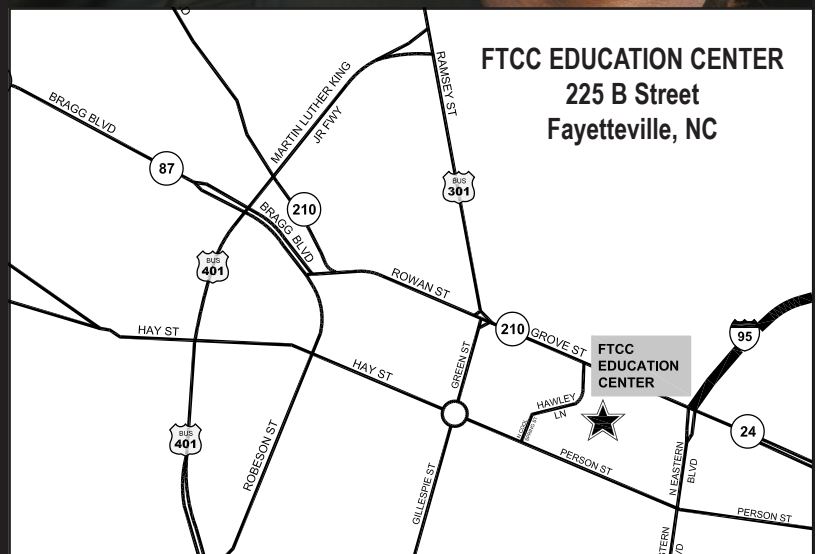 FTCC EDUCATION CENTER
225 B Street
Fayetteville, NC
BRAGG BLVD
MARTIN LUTHER KING
JR FWY
RAMSEY ST
87
BUS
301
210
BRAGG BLVD
BUS
401
ROWAN ST
210
GROVE ST
95
HAY ST
FTCC
EDUCATION
CENTER
HAY ST
GREEN ST
HAWLEY
LN
24
BUS
401
ROBESON ST
GILLESPIE ST
PERSON ST
N EASTERN
BLVD
PERSON ST